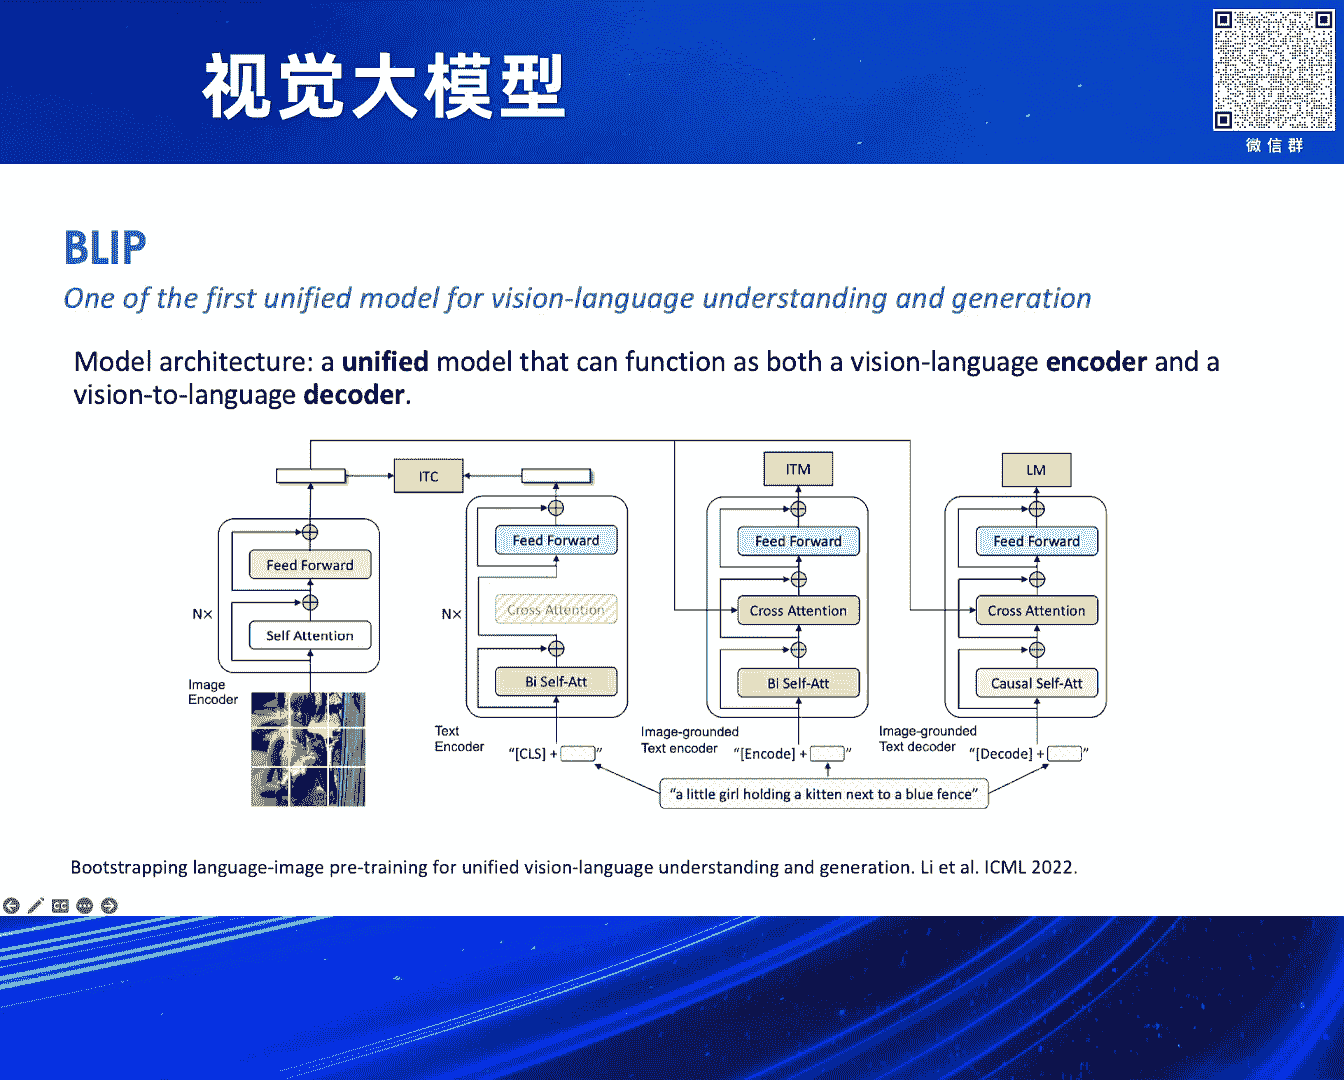 视觉大模型
微信群
BLIP
One of the first unified model for vision-language understanding and generation
Model architecture: a unified model that can function as both a vision-language encoder and a
vision-to-language decoder.
ITC
ITM
LM
Feed Forward
Self Attention
N×
Image
Encoder
Feed Forward
Cross Attention
Bi Self-Att
N×
Text
Encoder
“[CLS] + ”
Feed Forward
Cross Attention
Bi Self-Att
Image-grounded
Text encoder
“[Encode] + ”
Feed Forward
Cross Attention
Causal Self-Att
Image-grounded
Text decoder
“[Decode] + ”
“a little girl holding a kitten next to a blue fence”
Bootstrapping language-image pre-training for unified vision-language understanding and generation. Li et al. ICML 2022.
CC